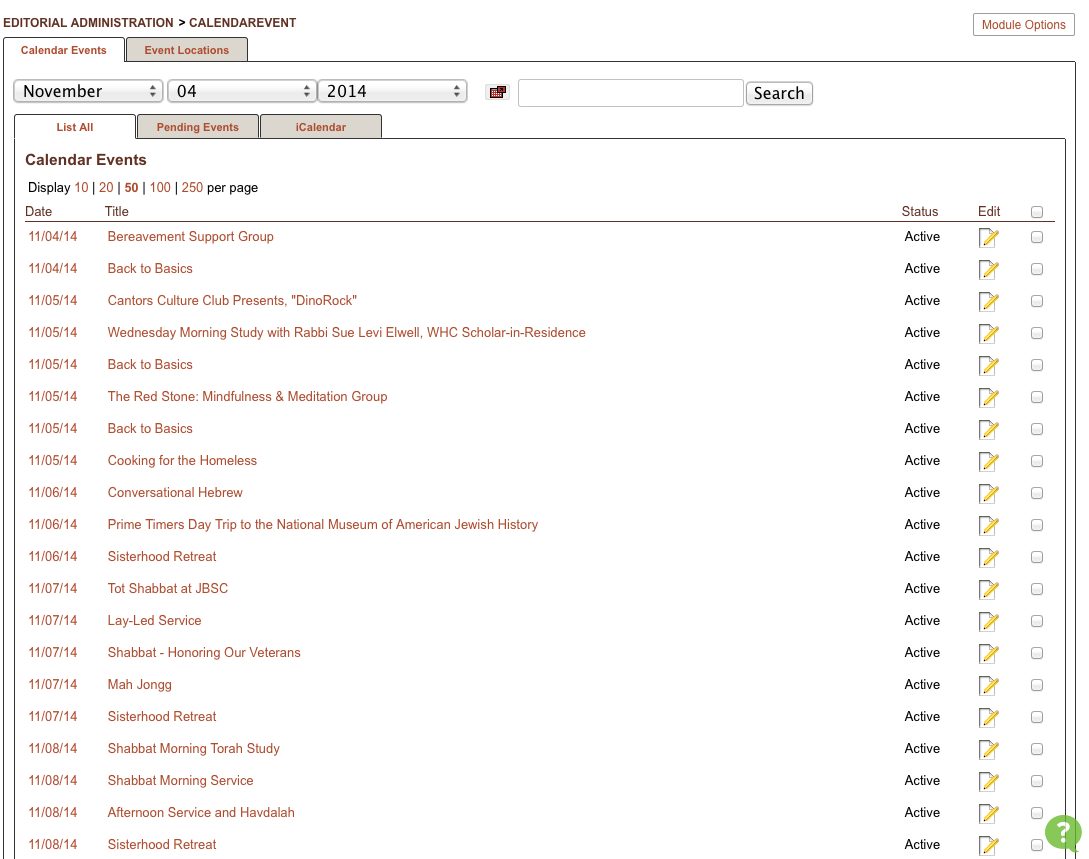 EDITORIAL ADMINISTRATION > CALENDAREVENT
Module Options
Calendar Events Event Locations
November 04 2014 Search
List All Pending Events iCalendar
Calendar Events
Display 10 | 20 | 50 | 100 | 250 per page
Date Title Status Edit
11/04/14 Bereavement Support Group Active
11/04/14 Back to Basics Active
11/05/14 Cantors Culture Club Presents, "DinoRock" Active
11/05/14 Wednesday Morning Study with Rabbi Sue Levi Elwell, WHC Scholar-in-Residence Active
11/05/14 Back to Basics Active
11/05/14 The Red Stone: Mindfulness & Meditation Group Active
11/05/14 Back to Basics Active
11/05/14 Cooking for the Homeless Active
11/06/14 Conversational Hebrew Active
11/06/14 Prime Timers Day Trip to the National Museum of American Jewish History Active
11/06/14 Sisterhood Retreat Active
11/07/14 Tot Shabbat at JBSC Active
11/07/14 Lay-Led Service Active
11/07/14 Shabbat - Honoring Our Veterans Active
11/07/14 Mah Jongg Active
11/07/14 Sisterhood Retreat Active
11/08/14 Shabbat Morning Torah Study Active
11/08/14 Shabbat Morning Service Active
11/08/14 Afternoon Service and Havdalah Active
11/08/14 Sisterhood Retreat Active
?